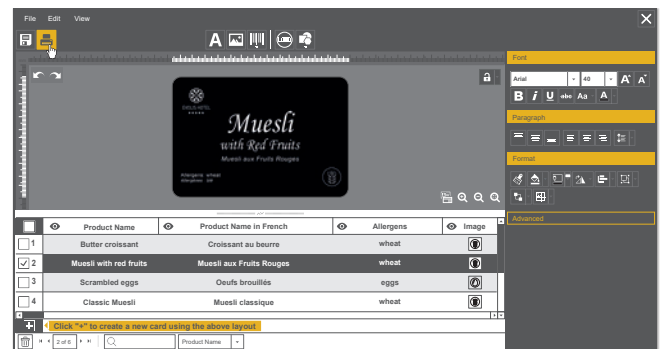 File Edit View
A
Font
Arial 40 A A
B i U abc Aa A
Paragraph
Format
Advanced
Muesli
with Red Fruits
Muesli aux Fruits Rouges
Allergens wheat
Product Name Product Name in French Allergens Image
1 Butter croissant Croissant au beurre wheat
2 Muesli with red fruits Muesli aux Fruits Rouges wheat
3 Scrambled eggs Oeufs brouillés eggs
4 Classic Muesli Muesli classique wheat
Click "+" to create a new card using the above layout
2 of 6 Product Name